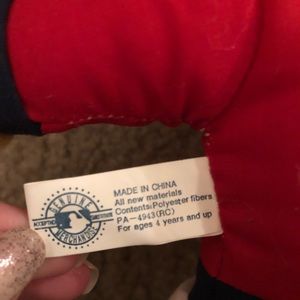 GENUINE
MERCHANDISE
MADE IN CHINA
All new materials
Contents:Polyester fibers
PA-4943(RC)
For ages 4 years and up